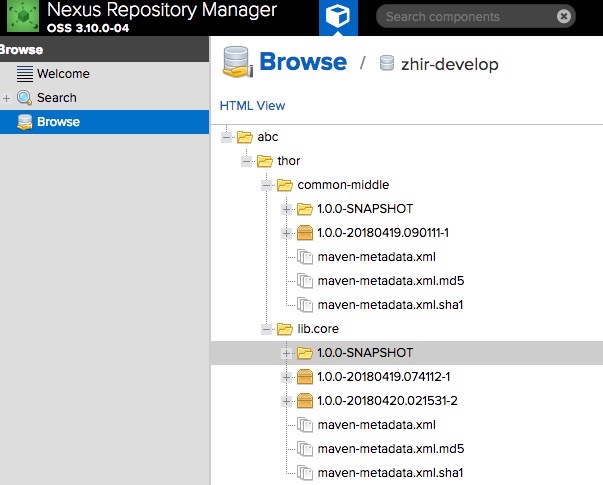 Nexus Repository Manager
OSS 3.10.0-04
Search components
Browse
Welcome
Search
Browse
Browse / zhir-develop
HTML View
abc
thor
common-middle
1.0.0-SNAPSHOT
1.0.0-20180419.090111-1
maven-metadata.xml
maven-metadata.xml.md5
maven-metadata.xml.sha1
lib.core
1.0.0-SNAPSHOT
1.0.0-20180419.074112-1
1.0.0-20180420.021531-2
maven-metadata.xml
maven-metadata.xml.md5
maven-metadata.xml.sha1